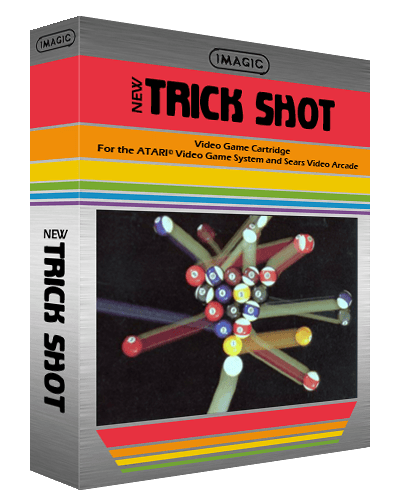 IMAGIC
NEW
TRICK SHOT
IMAGIC
NEW
TRICK SHOT
Video Game Cartridge
For the ATARI® Video Game System and Sears Video Arcade